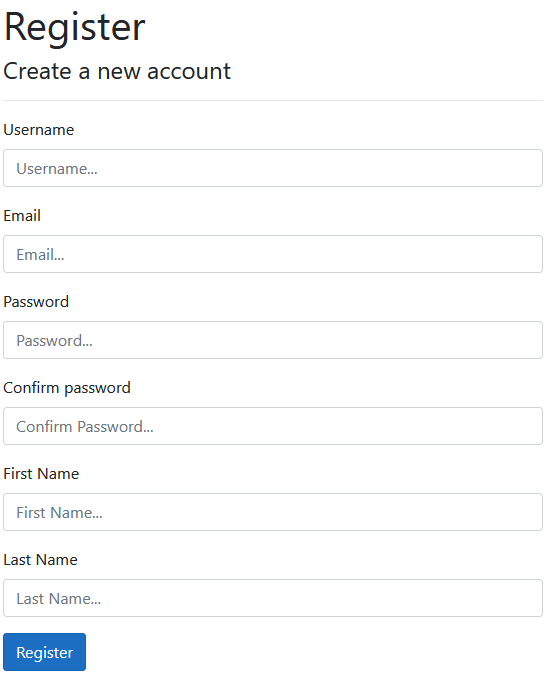 Register
Create a new account
Username
Username...
Email
Email...
Password
Password...
Confirm password
Confirm Password...
First Name
First Name...
Last Name
Last Name...
Register